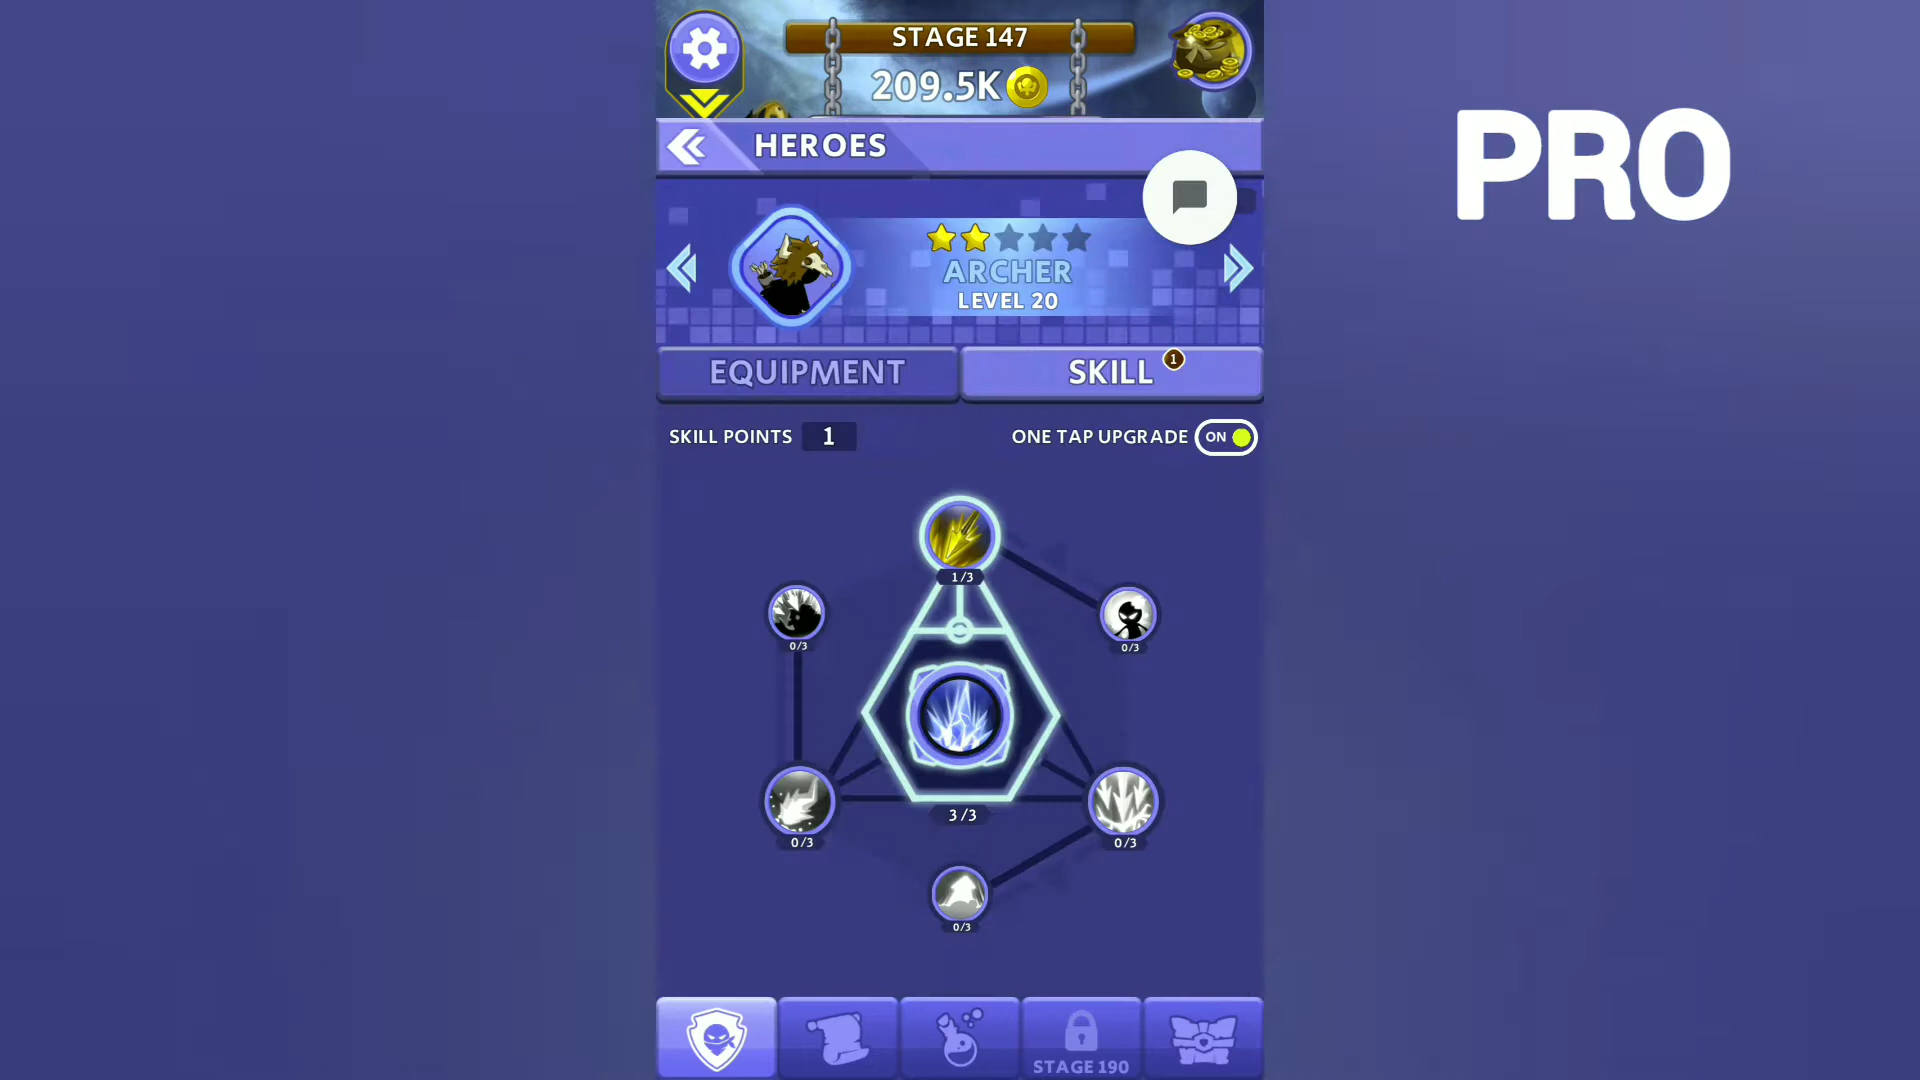 STAGE 147
209.5K
PRO
HEROES
ARCHER
LEVEL 20
EQUIPMENT
SKILL
1
SKILL POINTS 1
ONE TAP UPGRADE ON
1/3
0/3
0/3
3/3
0/3
0/3
0/3
STAGE 190